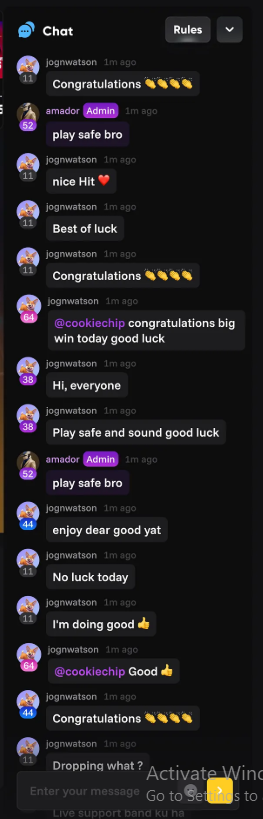 Chat
Rules
jognwatson 1m ago
11
Congratulations 👏👏👏👏
amador Admin 1m ago
52
play safe bro
jognwatson 1m ago
11
nice Hit ❤️
jognwatson 1m ago
11
Best of luck
jognwatson 1m ago
11
Congratulations 👏👏👏👏
jognwatson 1m ago
64
@cookiechip congratulations big
win today good luck
jognwatson 1m ago
38
Hi, everyone
jognwatson 1m ago
38
Play safe and sound good luck
amador Admin 1m ago
52
play safe bro
jognwatson 1m ago
44
enjoy dear good yat
jognwatson 1m ago
11
No luck today
jognwatson 1m ago
11
I'm doing good 👍
jognwatson 1m ago
64
@cookiechip Good 👍
jognwatson 1m ago
44
Congratulations 👏👏👏👏
jognwatson 1m ago
11
Dropping what ?
Activate Wind
Enter your message
Go to Settings to
Live support band ku ha